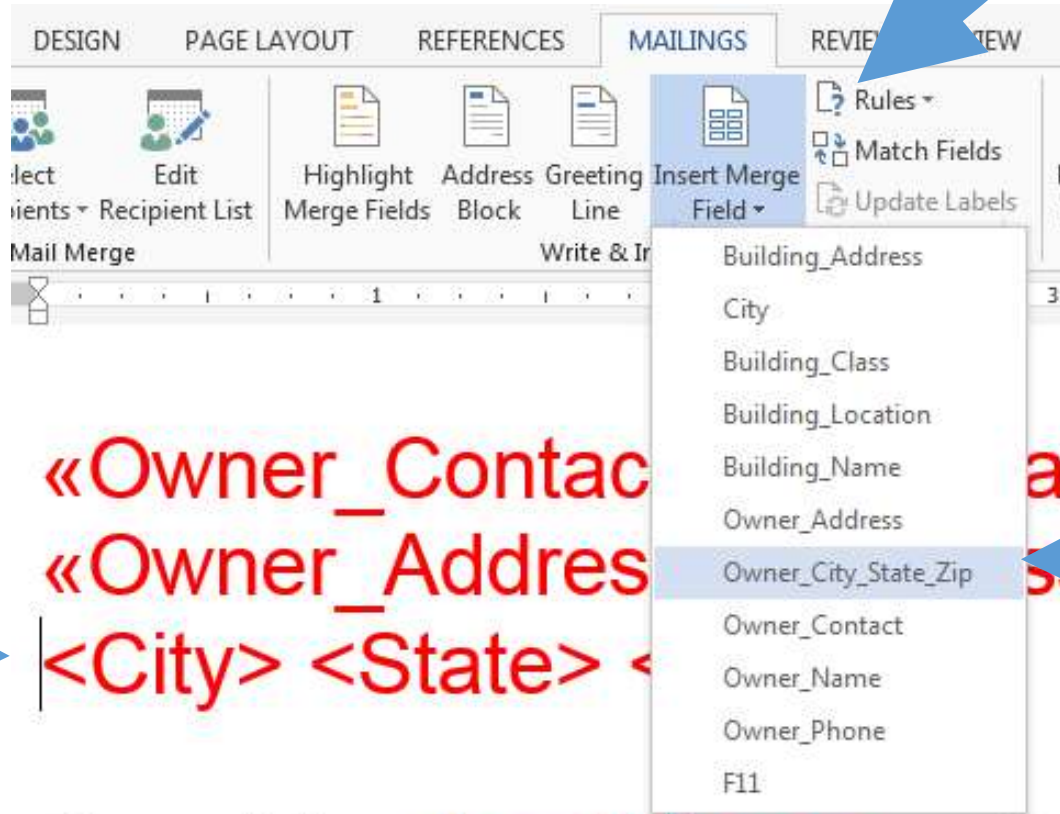 DESIGN PAGE LAYOUT REFERENCES MAILINGS
Rules
Match Fields
Update Labels
Edit
Recipient List
Highlight
Merge Fields
Address
Block
Greeting
Line
Insert Merge
Field
Mail Merge
Write &
1 3
Building_Address
City
Building_Class
Building_Location
Building_Name
Owner_Address
Owner_City_State_Zip
Owner_Contact
Owner_Name
Owner_Phone
F11
«Owner_Contac
«Owner_Addres
<City> <State> <